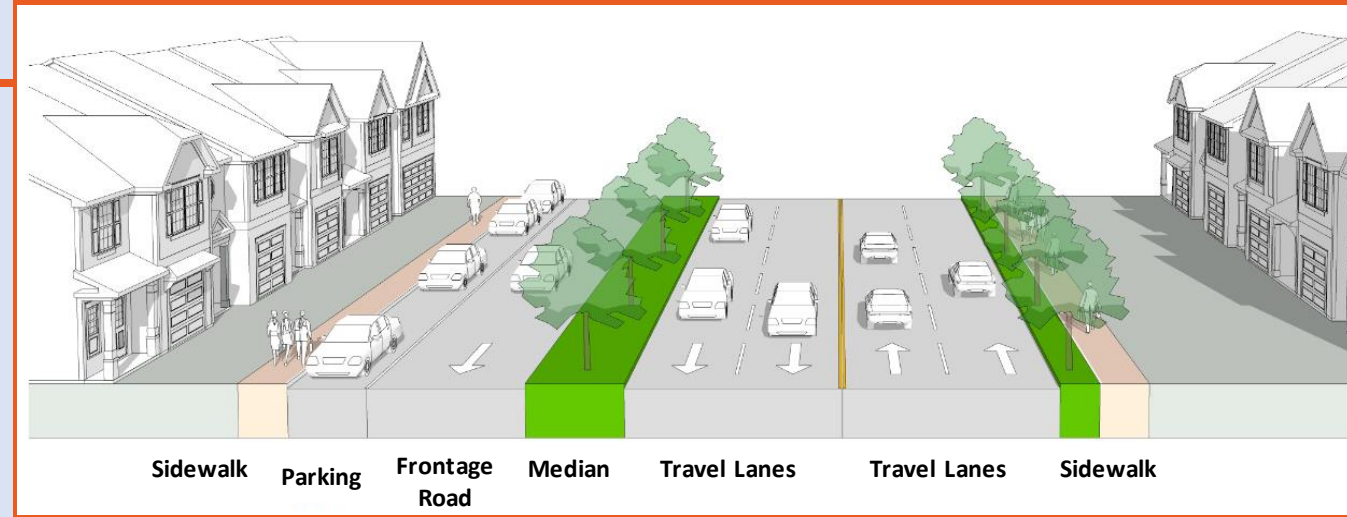 Sidewalk
Parking
Frontage
Road
Median
Travel Lanes
Travel Lanes
Sidewalk